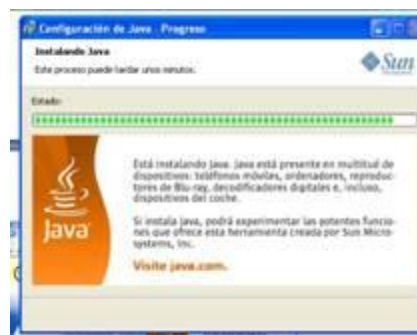 Configuración de Java - Progreso
Instalando Java
Este proceso puede tardar unos minutos.
Sun
Estado:
Está instalando Java. Java está presente en multitud de
dispositivos: teléfonos móviles, ordenadores, reproduc-
tores de Blu-ray, decodificadores digitales e, incluso,
dispositivos del coche.
Si instala Java, podrá experimentar las potentes funcio-
nes que ofrece esta herramienta creada por Sun Micro-
systems, Inc.
Java
Visite java.com.